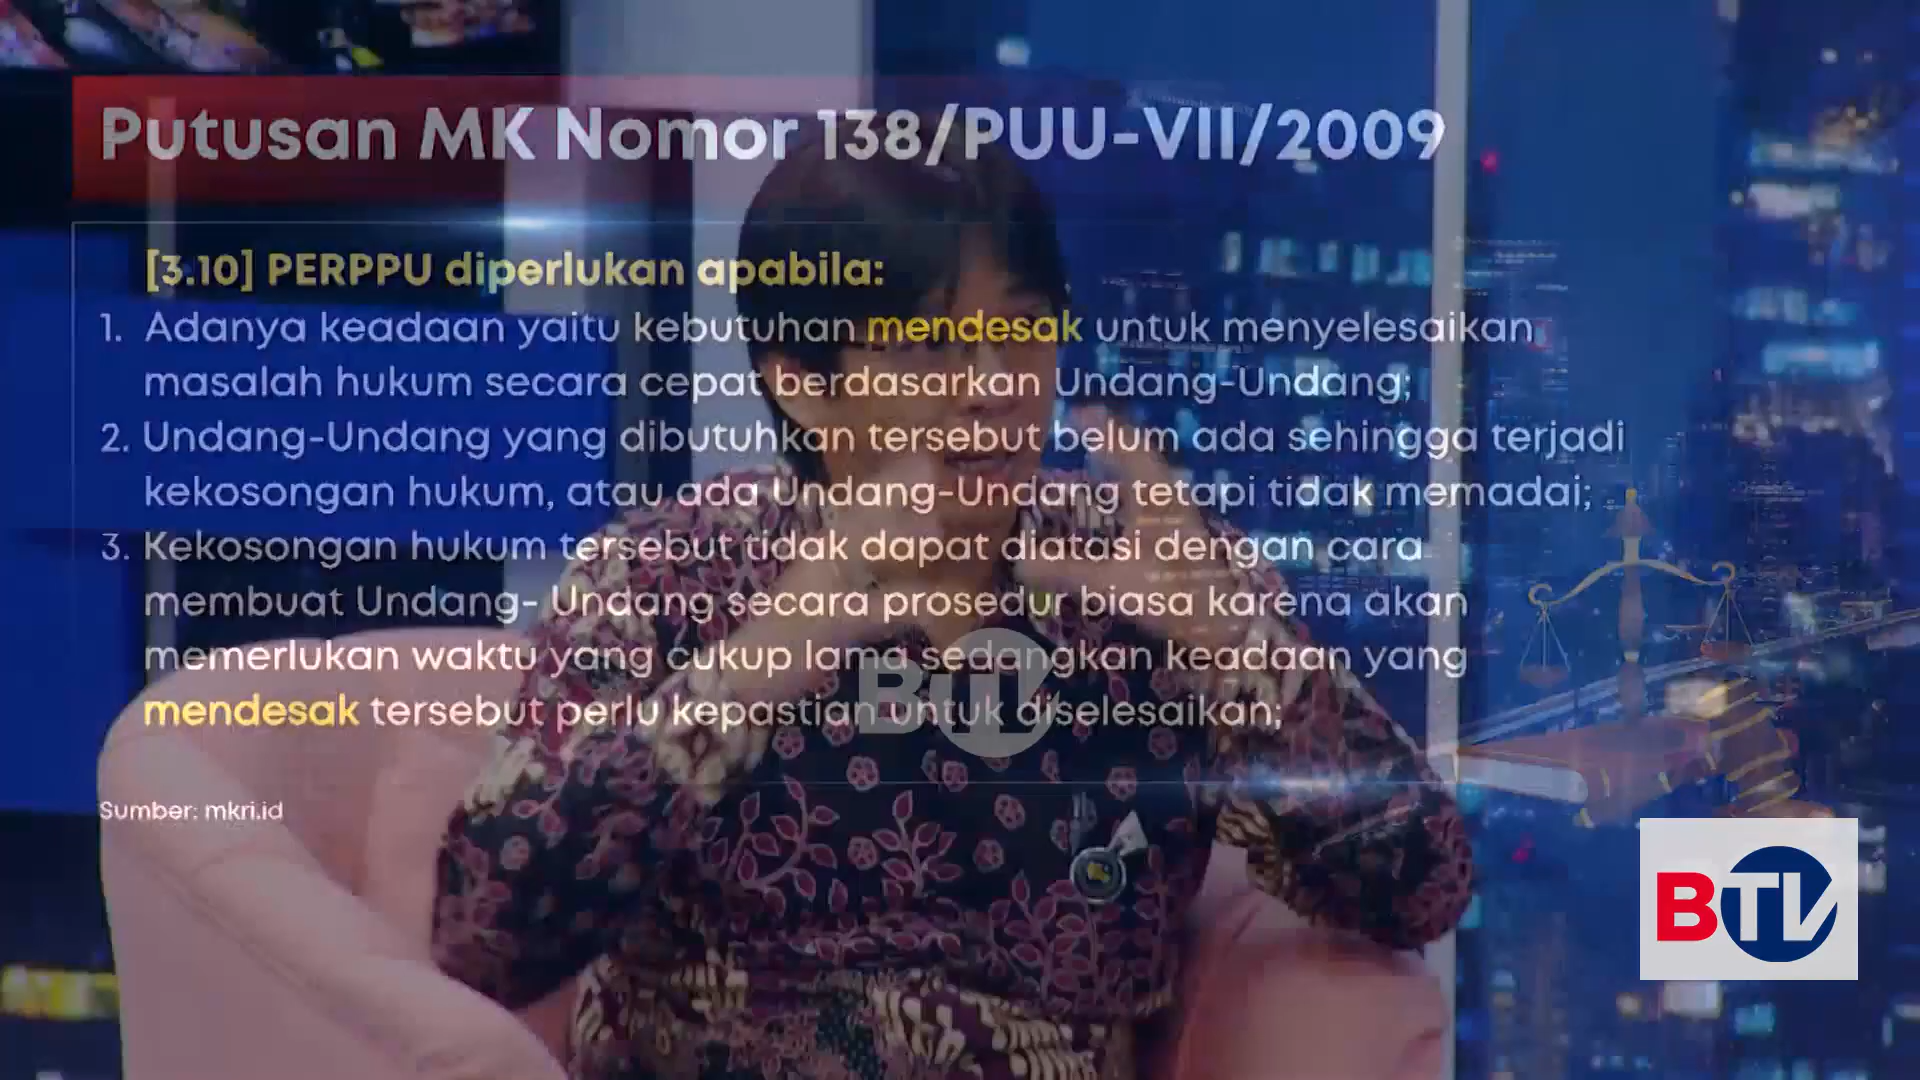 Putusan MK Nomor 138/PUU-VII/2009
[3.10] PERPPU diperlukan apabila:
1. Adanya keadaan yaitu kebutuhan mendesak untuk menyelesaikan
masalah hukum secara cepat berdasarkan Undang-Undang;
2. Undang-Undang yang dibutuhkan tersebut belum ada sehingga terjadi
kekosongan hukum, atau ada Undang-Undang tetapi tidak memadai;
3. Kekosongan hukum tersebut tidak dapat diatasi dengan cara
membuat Undang- Undang secara prosedur biasa karena akan
memerlukan waktu yang cukup lama sedangkan keadaan yang
mendesak tersebut perlu kepastian untuk diselesaikan;
BTV
Sumber: mkri.id
BTV